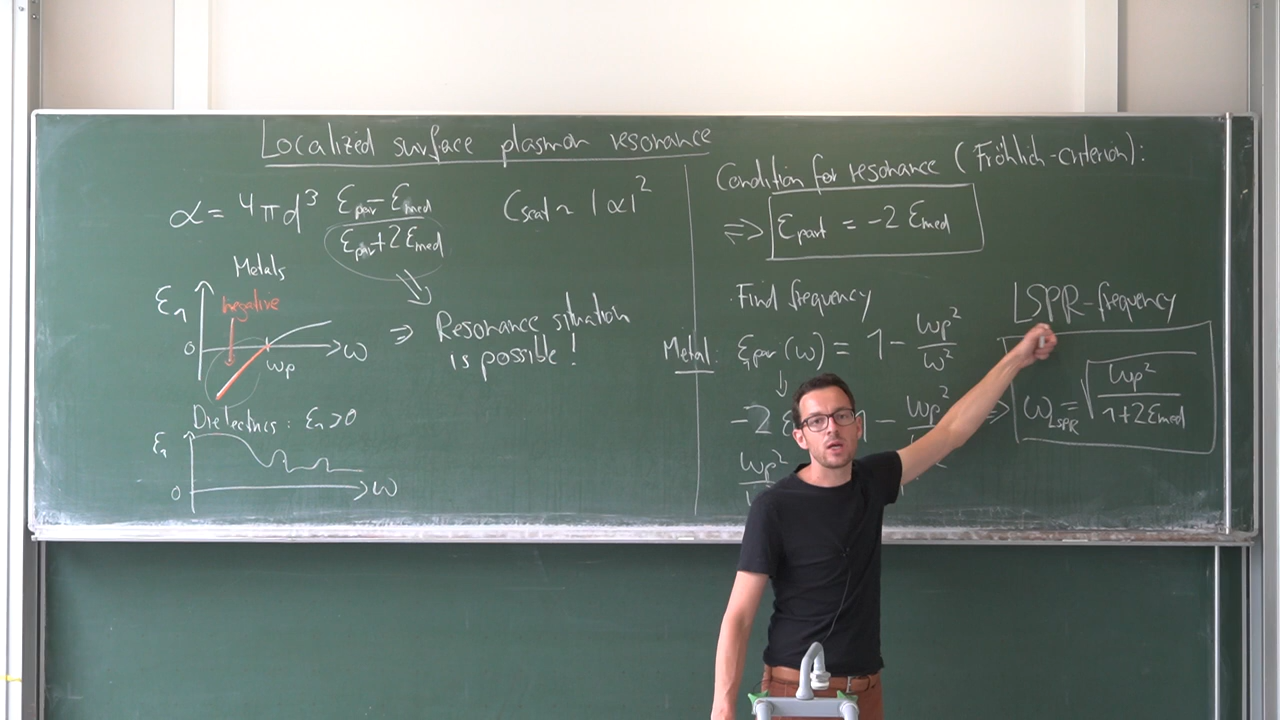 Localized surface plasmon resonance
α = 4πd³ (ε_par − ε_med) / (ε_par + 2ε_med)
C_scat ~ |α|²
Metals
ε₁
negative
0
ω
ωp
⇒ Resonance situation
is possible!
Dielectrics: ε₁>0
ε₁
0
ω
Condition for resonance (Fröhlich-criterion):
⇒ ε_part = −2 ε_med
Find frequency
Metal: ε_par(ω) = 1 − ωp²/ω²
−2 ε 1 − ωp²
ωp²
LSPR-frequency
⇒ ω_LSPR = √(ωp² / (1+2ε_med))